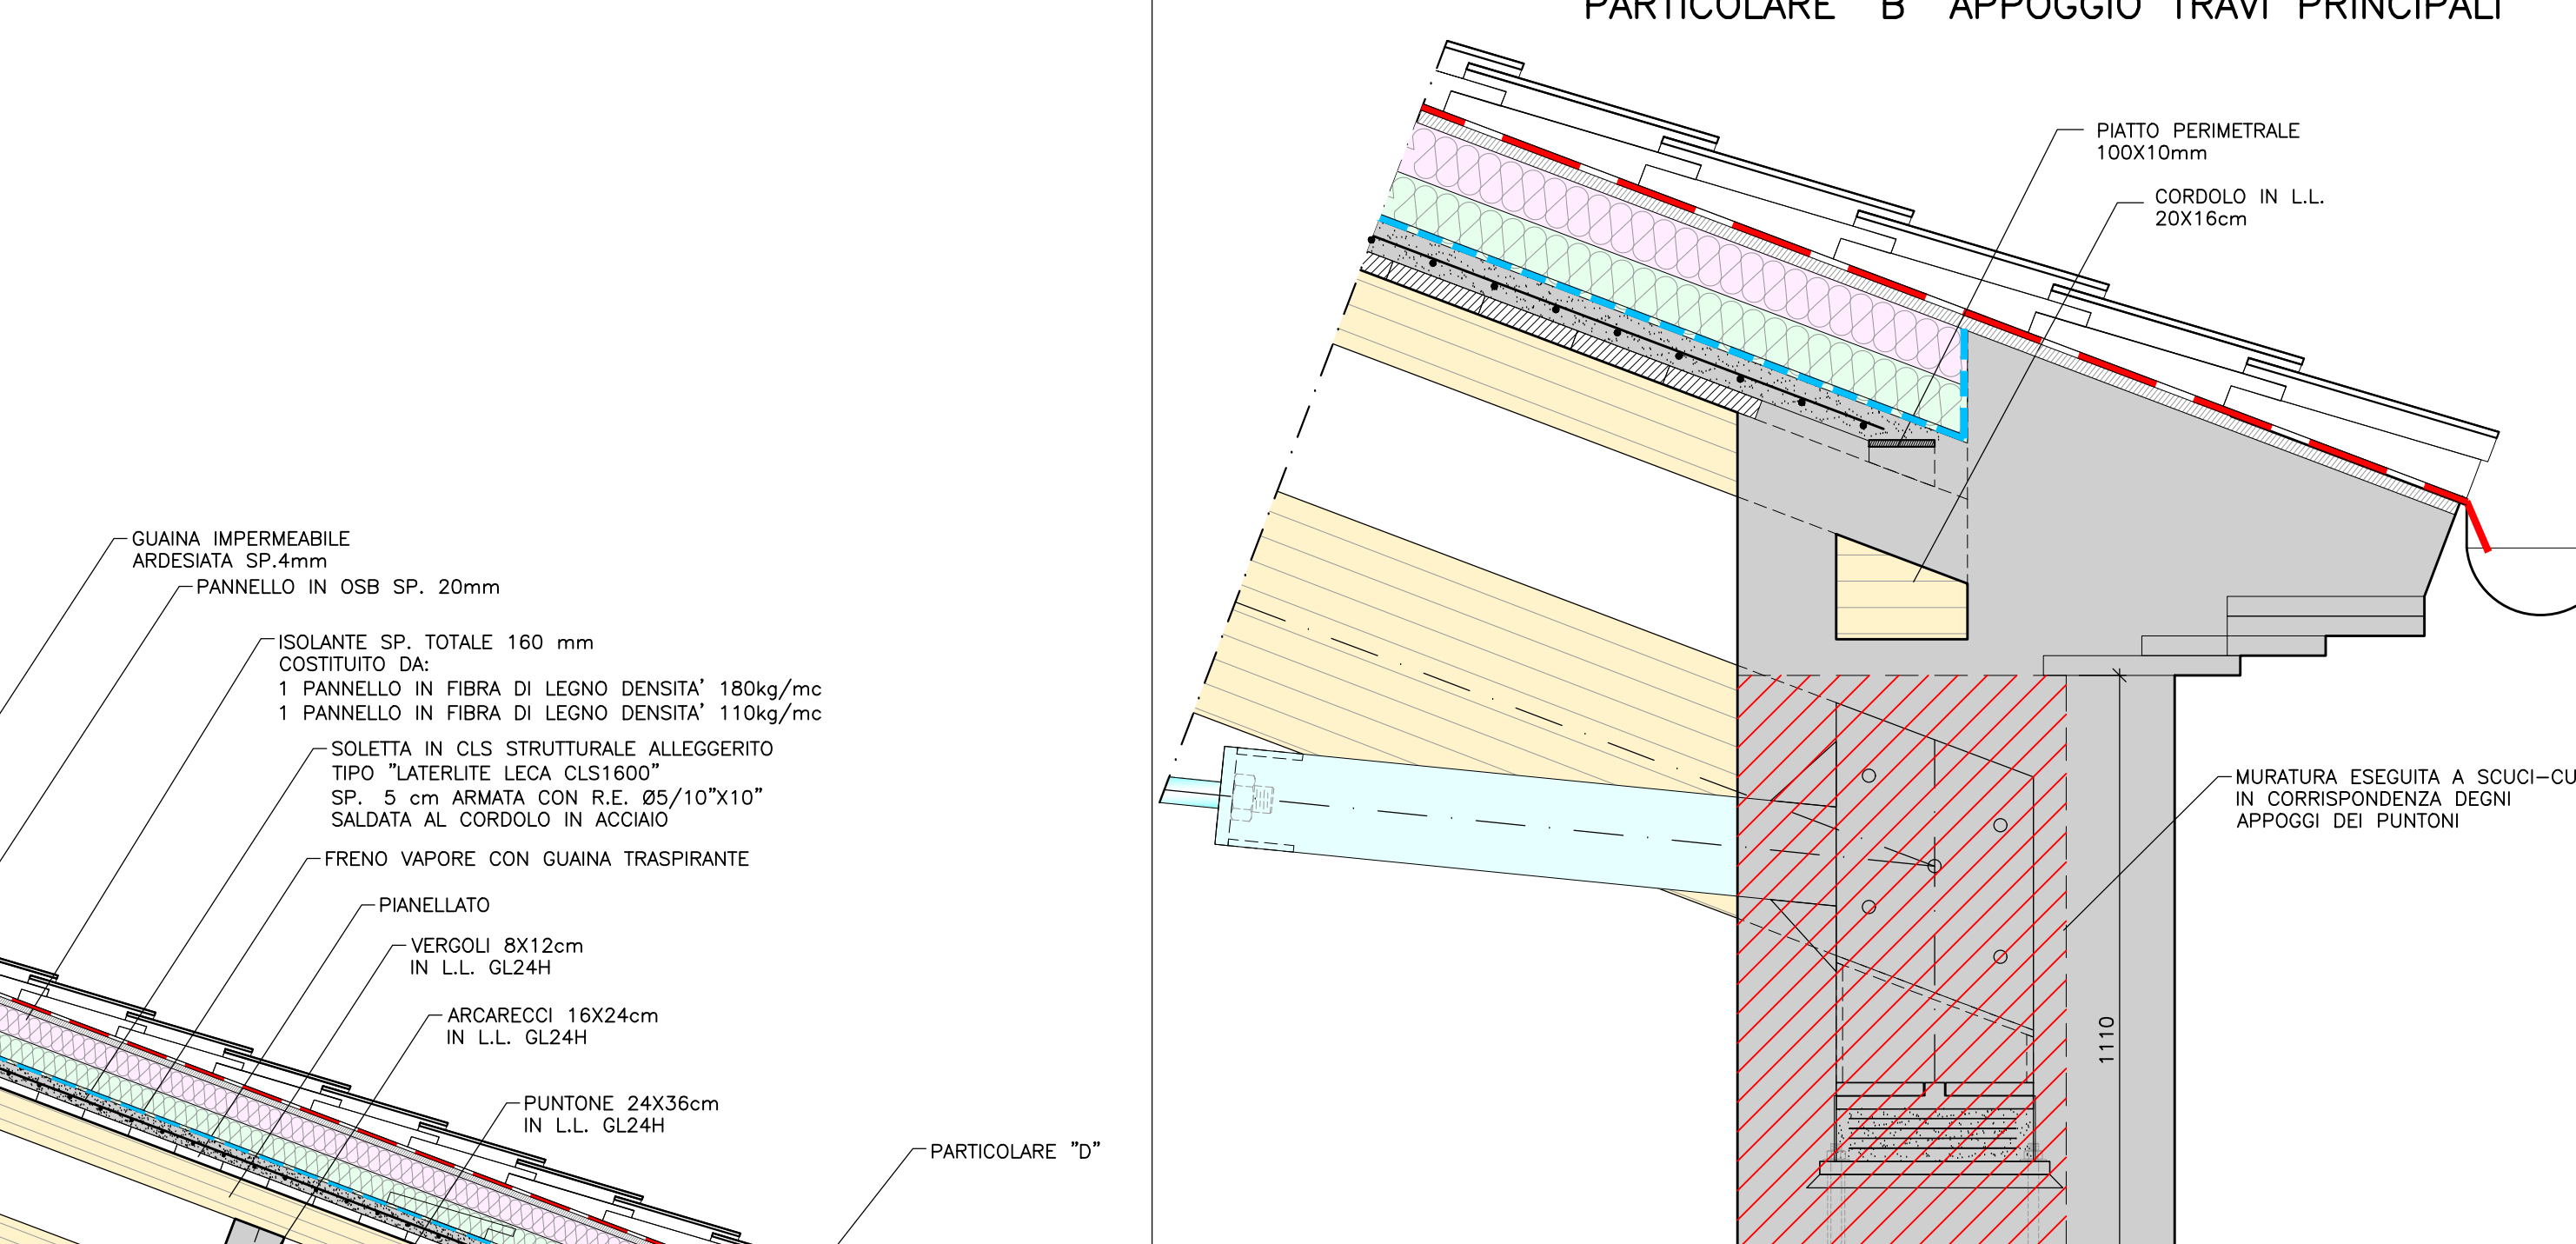 PARTICOLARE "B" APPOGGIO TRAVI PRINCIPALI
PIATTO PERIMETRALE
100X10mm
CORDOLO IN L.L.
20X16cm
GUAINA IMPERMEABILE
ARDESIATA SP.4mm
PANNELLO IN OSB SP. 20mm
ISOLANTE SP. TOTALE 160 mm
COSTITUITO DA:
1 PANNELLO IN FIBRA DI LEGNO DENSITA' 180kg/mc
1 PANNELLO IN FIBRA DI LEGNO DENSITA' 110kg/mc
SOLETTA IN CLS STRUTTURALE ALLEGGERITO
TIPO "LATERLITE LECA CLS1600"
SP. 5 cm ARMATA CON R.E. Ø5/10"X10"
SALDATA AL CORDOLO IN ACCIAIO
FRENO VAPORE CON GUAINA TRASPIRANTE
PIANELLATO
VERGOLI 8X12cm
IN L.L. GL24H
ARCARECCI 16X24cm
IN L.L. GL24H
PUNTONE 24X36cm
IN L.L. GL24H
PARTICOLARE "D"
MURATURA ESEGUITA A SCUCI-CU
IN CORRISPONDENZA DEGNI
APPOGGI DEI PUNTONI
1110